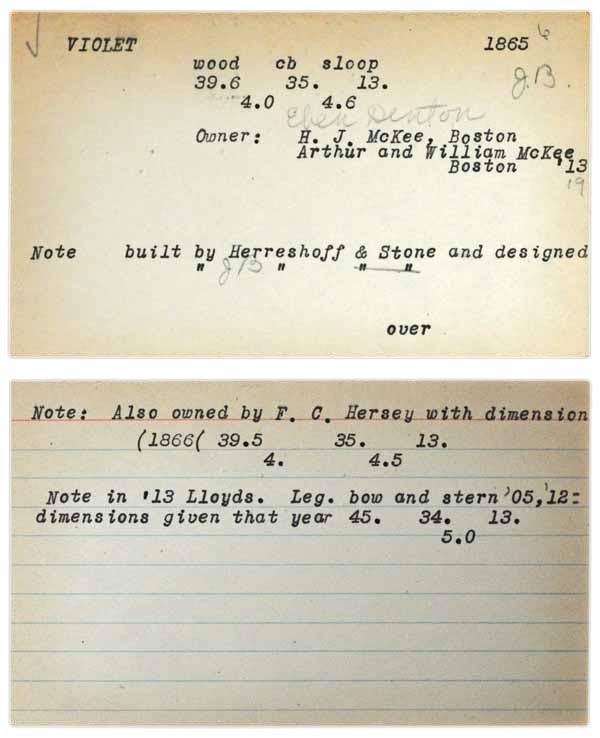 VIOLET 1865 6
wood cb sloop
39.6 35. 13. J.B.
4.0 4.6
Eben Denton
Owner: H. J. McKee, Boston
Arthur and William McKee
Boston '13
19
Note built by Herreshoff & Stone and designed
" JB " " "
over
Note: Also owned by F. C. Hersey with dimension
(1866( 39.5 35. 13.
4. 4.5
Note in '13 Lloyds. Leg. bow and stern '05,'12:
dimensions given that year 45. 34. 13.
5.0